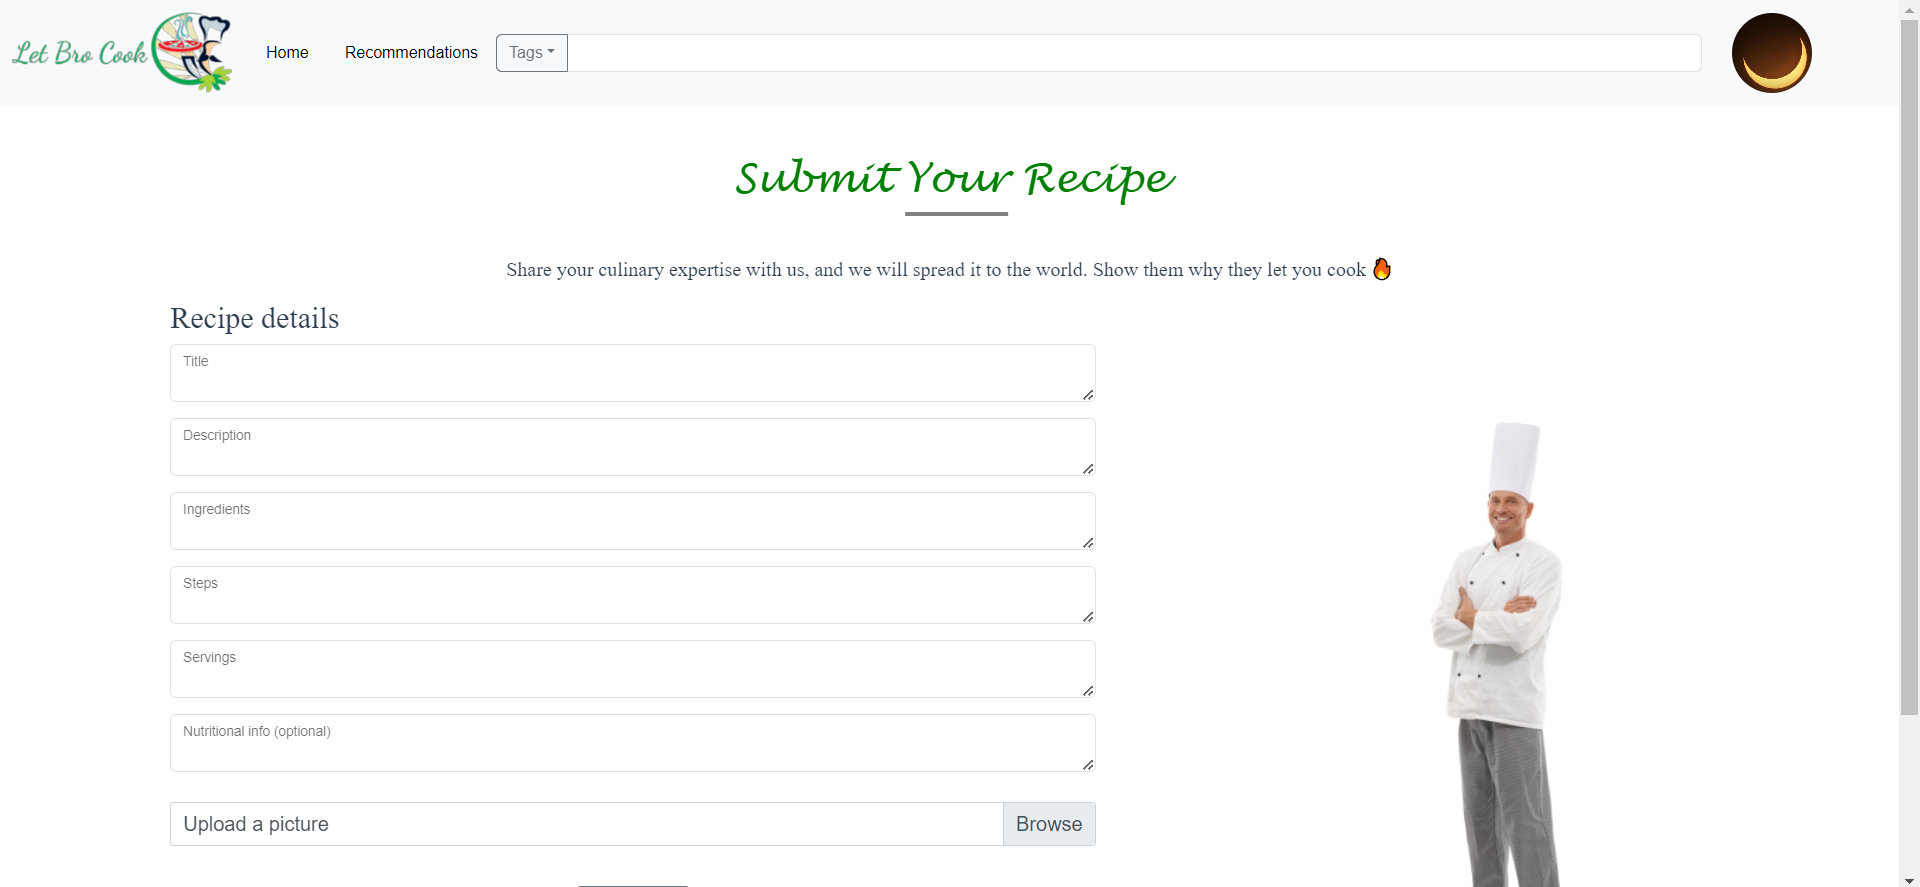 Let Bro Cook
Home
Recommendations
Tags
Submit Your Recipe
Share your culinary expertise with us, and we will spread it to the world. Show them why they let you cook 🔥
Recipe details
Title
Description
Ingredients
Steps
Servings
Nutritional info (optional)
Upload a picture
Browse